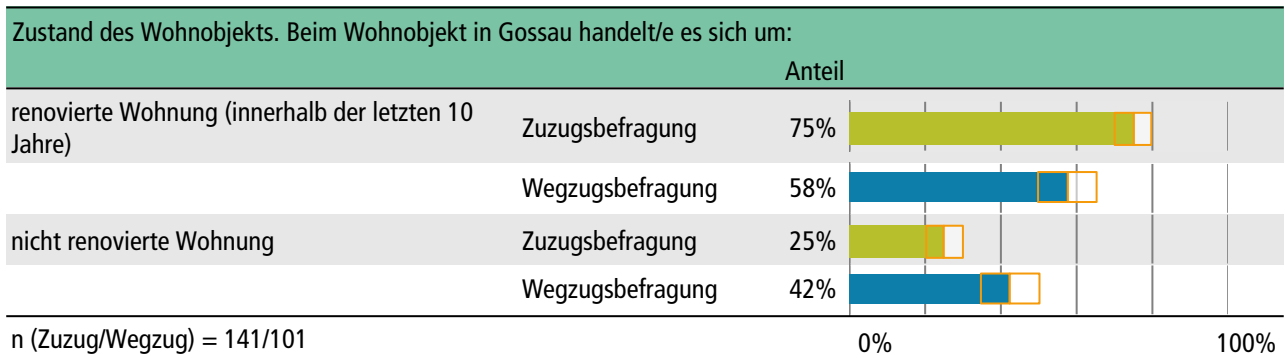 Zustand des Wohnobjekts. Beim Wohnobjekt in Gossau handelt/e es sich um:
Anteil
renovierte Wohnung (innerhalb der letzten 10
Jahre)
Zuzugsbefragung 75%
Wegzugsbefragung 58%
nicht renovierte Wohnung Zuzugsbefragung 25%
Wegzugsbefragung 42%
n (Zuzug/Wegzug) = 141/101 0% 100%